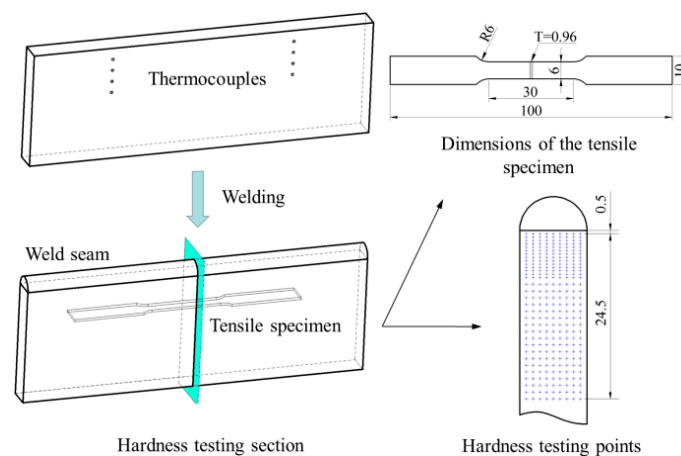 Thermocouples
R6
T=0.96
6
10
30
100
Dimensions of the tensile
specimen
Welding
Weld seam
Tensile specimen
0.5
24.5
Hardness testing section
Hardness testing points